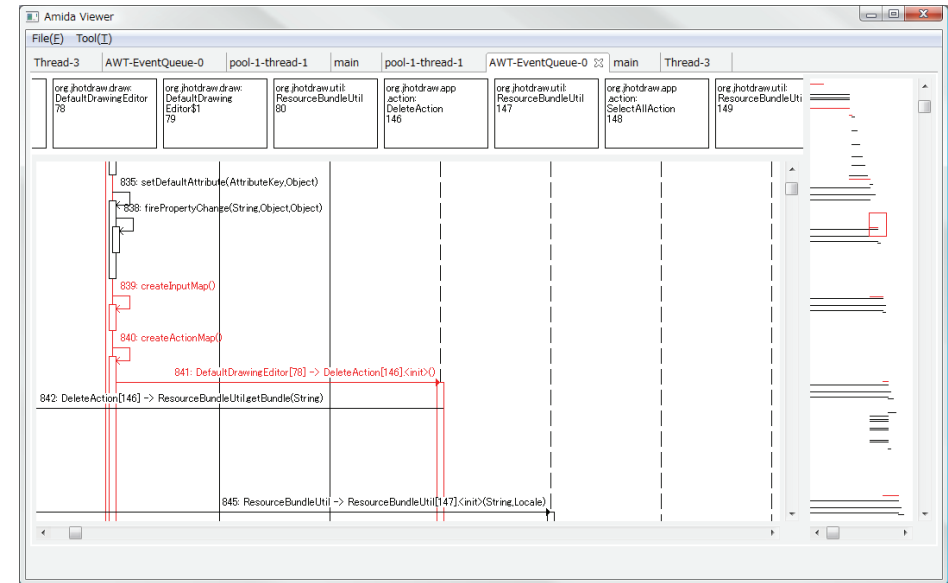 Amida Viewer
File(F) Tool(T)
Thread-3 AWT-EventQueue-0 pool-1-thread-1 main pool-1-thread-1 AWT-EventQueue-0 main Thread-3
org.jhotdraw.draw:
DefaultDrawingEditor
78
org.jhotdraw.draw:
DefaultDrawing
Editor$1
79
org.jhotdraw.util:
ResourceBundleUtil
80
org.jhotdraw.app
.action:
DeleteAction
146
org.jhotdraw.util:
ResourceBundleUtil
147
org.jhotdraw.app
.action:
SelectAllAction
148
org.jhotdraw.util:
ResourceBundleUti
149
835: setDefaultAttribute(AttributeKey,Object)
838: firePropertyChange(String,Object,Object)
839: createInputMap()
840: createActionMap()
841: DefaultDrawingEditor[78] -> DeleteAction[146].<init>()
842: DeleteAction[146] -> ResourceBundleUtil.getBundle(String)
845: ResourceBundleUtil -> ResourceBundleUtil[147].<init>(String,Locale)